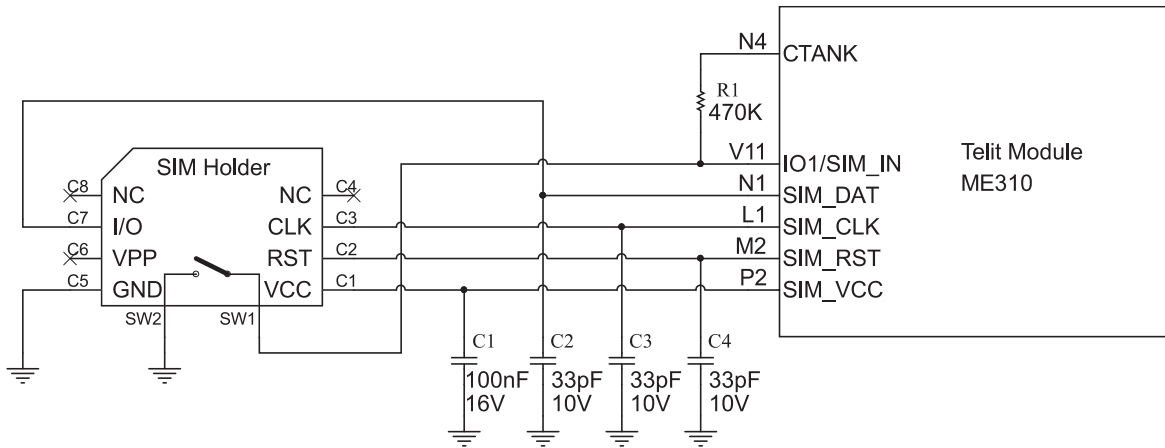 N4
CTANK
R1
470K
SIM Holder
V11
IO1/SIM_IN
Telit Module
ME310
C8
NC
NC
C4
N1
SIM_DAT
C7
I/O
CLK
C3
L1
SIM_CLK
C6
VPP
RST
C2
M2
SIM_RST
C5
GND
VCC
C1
P2
SIM_VCC
SW2
SW1
C1
100nF
16V
C2
33pF
10V
C3
33pF
10V
C4
33pF
10V